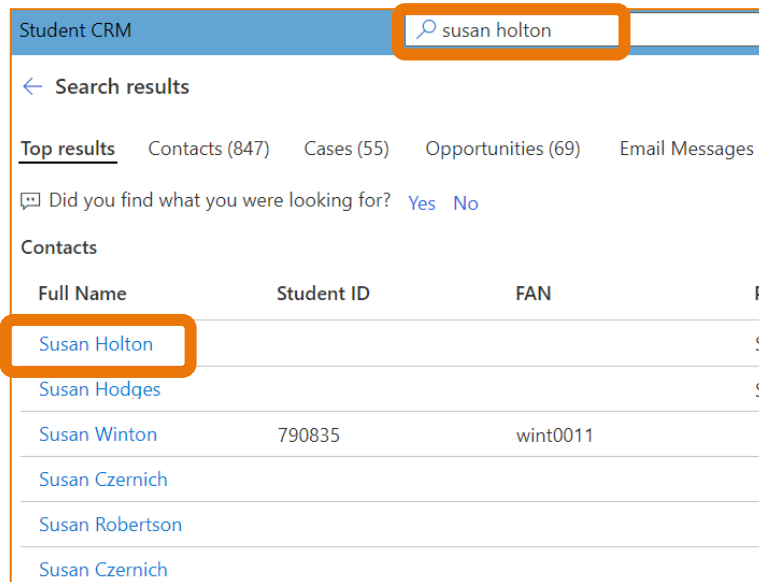 Student CRM susan holton
Search results
Top results Contacts (847) Cases (55) Opportunities (69) Email Messages
Did you find what you were looking for? Yes No
Contacts
Full Name Student ID FAN
Susan Holton
Susan Hodges
Susan Winton 790835 wint0011
Susan Czernich
Susan Robertson
Susan Czernich